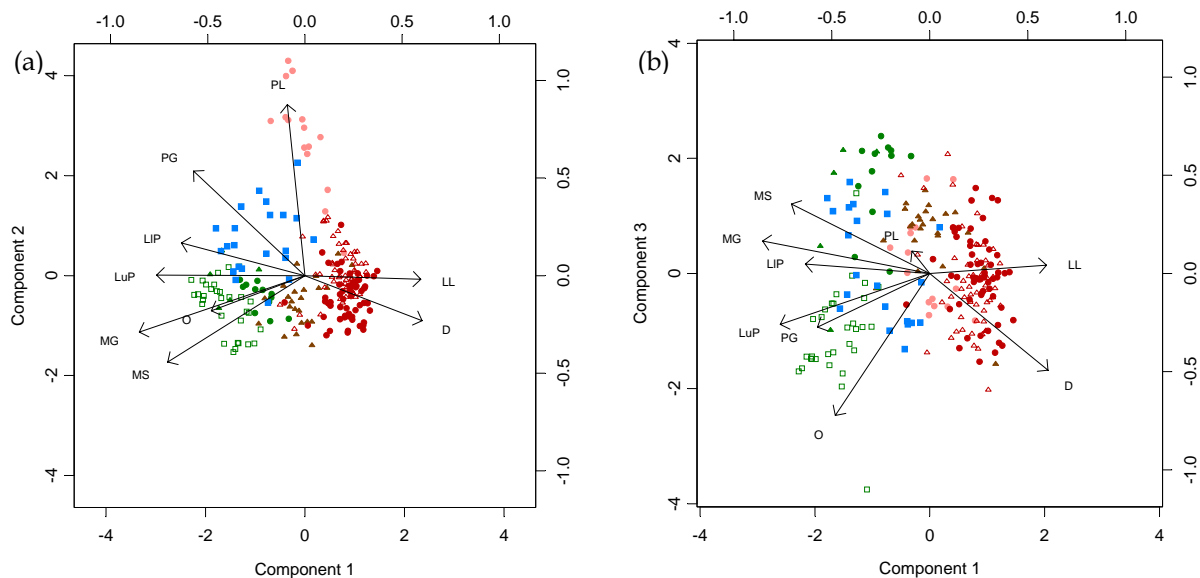 -1.0 -0.5 0.0 0.5 1.0
(a)
PL
PG
LlP
LuP
O
MG
MS
LL
D
4
2
0
-2
-4
Component 2
1.0
0.5
0.0
-0.5
-1.0
-4 -2 0 2 4
Component 1
-1.0 -0.5 0.0 0.5 1.0
(b)
MS
MG
PL
LlP
LL
LuP
PG
D
O
4
2
0
-2
-4
Component 3
1.0
0.5
0.0
-0.5
-1.0
-4 -2 0 2 4
Component 1